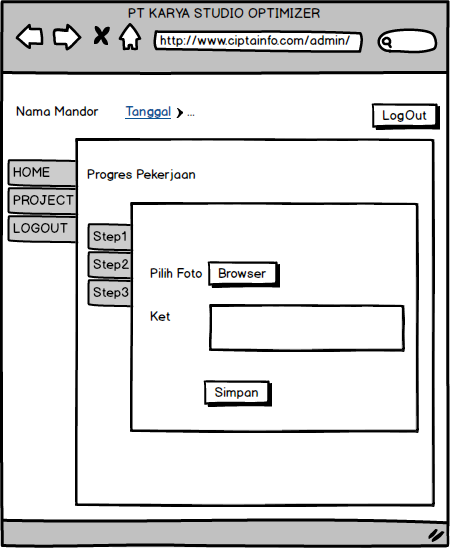 PT KARYA STUDIO OPTIMIZER
http://www.ciptainfo.com/admin/
Nama Mandor Tanggal ...
LogOut
HOME
PROJECT
LOGOUT
Progres Pekerjaan
Step1
Step2
Step3
Pilih Foto Browser
Ket
Simpan